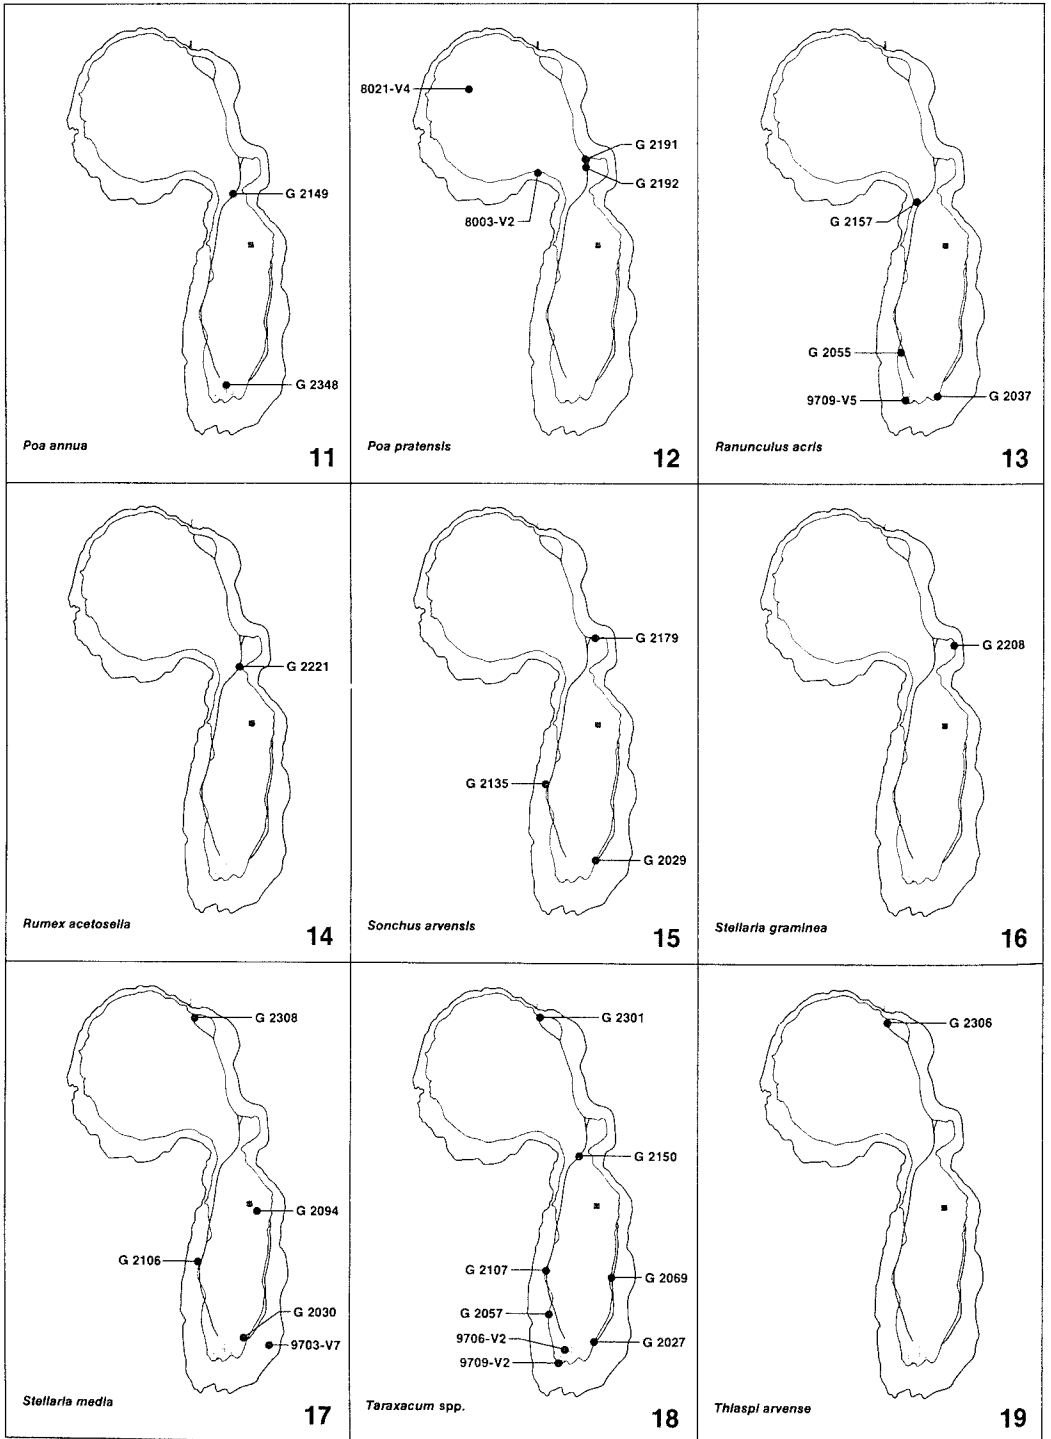 G 2149
G 2348
Poa annua
11
8021-V4
G 2191
G 2192
8003-V2
Poa pratensis
12
G 2157
G 2055
9709-V5
G 2037
Ranunculus acris
13
G 2221
Rumex acetosella
14
G 2179
G 2135
G 2029
Sonchus arvensis
15
G 2208
Stellaria graminea
16
G 2308
G 2094
G 2106
G 2030
9703-V7
Stellaria media
17
G 2301
G 2150
G 2107
G 2069
G 2057
9706-V2
G 2027
9709-V2
Taraxacum spp.
18
G 2306
Thlaspi arvense
19